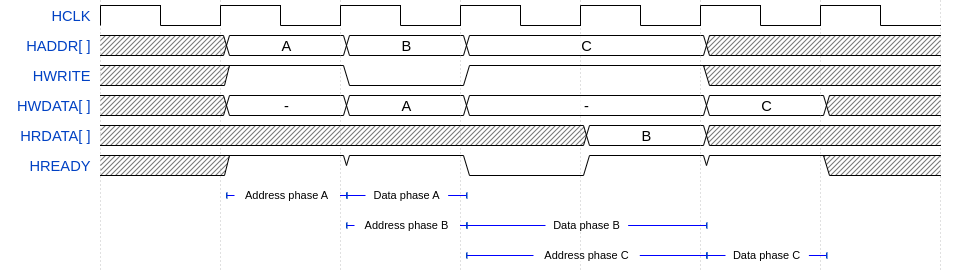 HCLK
HADDR[ ] A B C
HWRITE
HWDATA[ ] - A - C
HRDATA[ ] B
HREADY
Address phase A Data phase A
Address phase B Data phase B
Address phase C Data phase C